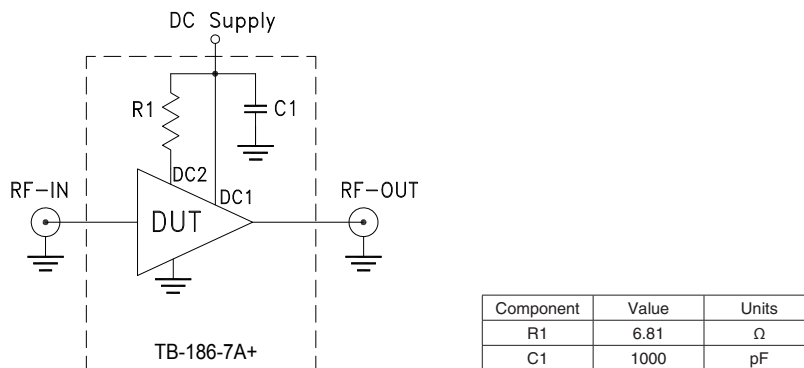 DC Supply
R1
C1
DC2
DC1
RF-IN
RF-OUT
DUT
TB-186-7A+
Component Value Units
R1 6.81 Ω
C1 1000 pF